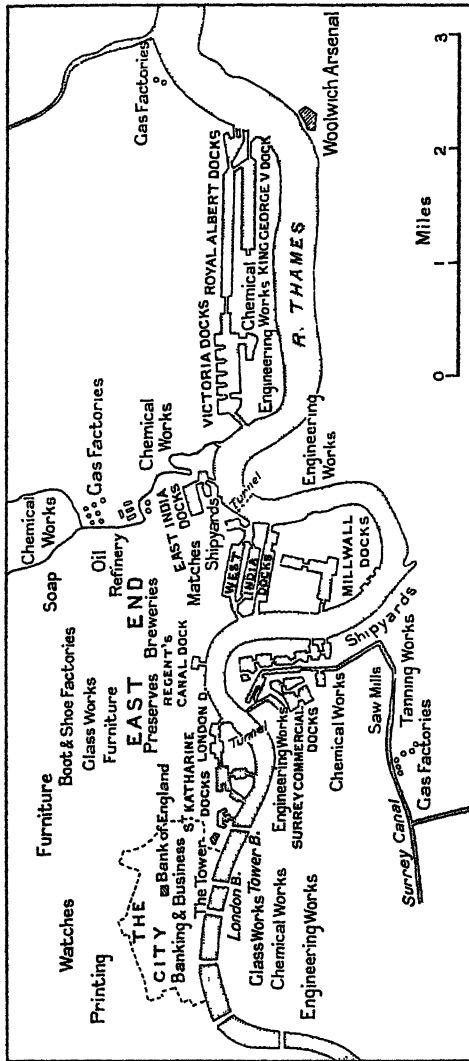 Watches
Printing
Furniture
Boot & Shoe Factories
Glass Works
Furniture
Soap
Chemical
Works
Gas Factories
Oil
Refinery
Chemical
Works
Gas Factories
THE
CITY
Banking & Business
Bank of England
The Tower
London B.
Tower B.
ST KATHARINE
DOCKS
LONDON D.
EAST END
Preserves
Breweries
REGENT'S
CANAL DOCK
Matches
Shipyards
EAST INDIA
DOCKS
WEST
INDIA
DOCKS
MILLWALL
DOCKS
Tunnel
Tunnel
VICTORIA DOCKS
ROYAL ALBERT DOCKS
Chemical
Engineering Works
KING GEORGE V DOCK
R. THAMES
Woolwich Arsenal
Engineering
Works
Glass Works
Chemical Works
Engineering Works
Engineering Works
SURREY COMMERCIAL
DOCKS
Chemical Works
Saw Mills
Shipyards
Tanning Works
Gas Factories
Surrey Canal
0 1 2 3
Miles